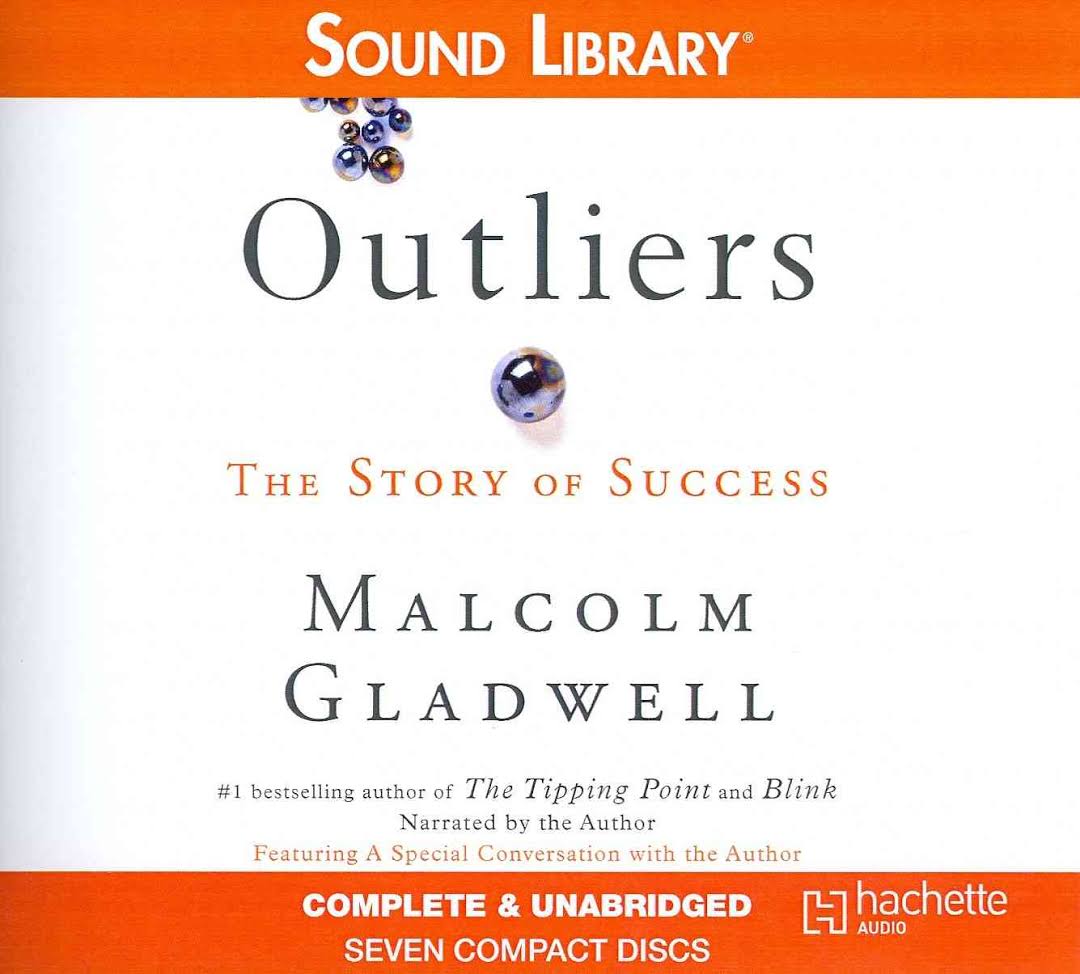 SOUND LIBRARY®
Outliers
THE STORY OF SUCCESS
MALCOLM
GLADWELL
#1 bestselling author of The Tipping Point and Blink
Narrated by the Author
Featuring A Special Conversation with the Author
COMPLETE & UNABRIDGED
SEVEN COMPACT DISCS
hachette
AUDIO